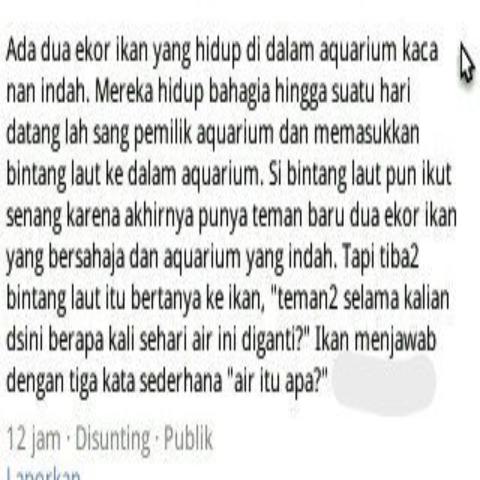 Ada dua ekor ikan yang hidup di dalam aquarium kaca
nan indah. Mereka hidup bahagia hingga suatu hari
datang lah sang pemilik aquarium dan memasukkan
bintang laut ke dalam aquarium. Si bintang laut pun ikut
senang karena akhirnya punya teman baru dua ekor ikan
yang bersahaja dan aquarium yang indah. Tapi tiba2
bintang laut itu bertanya ke ikan, "teman2 selama kalian
dsini berapa kali sehari air ini diganti?" Ikan menjawab
dengan tiga kata sederhana "air itu apa?"
12 jam · Disunting · Publik
Laporkan